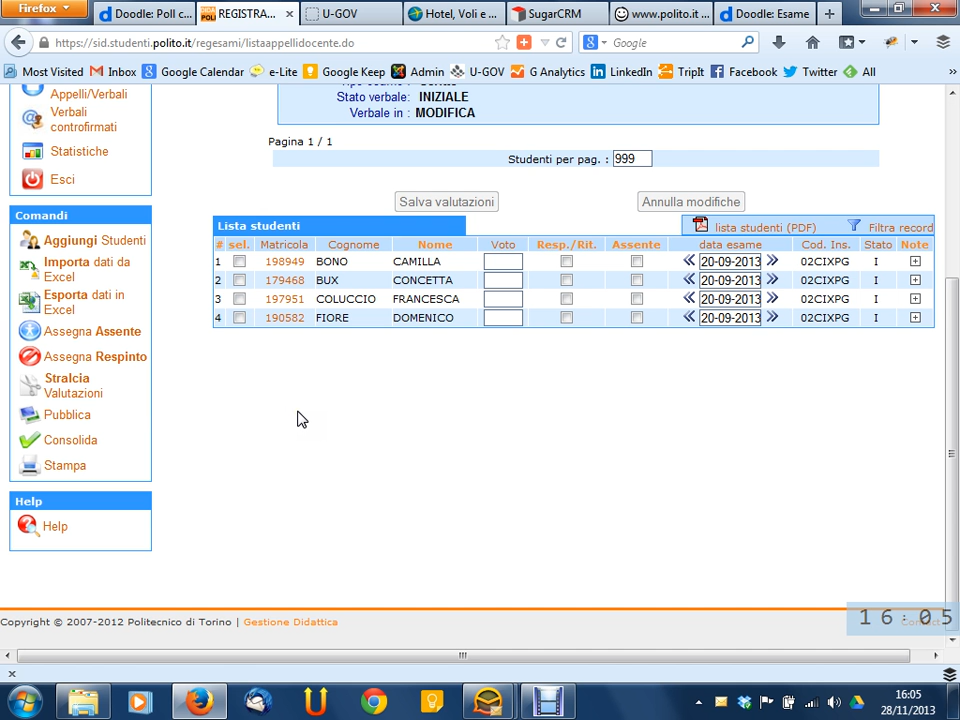 Firefox
Doodle: Poll c...
REGISTRA...
U-GOV
Hotel, Voli e ...
SugarCRM
www.polito.it ...
Doodle: Esame
https://sid.studenti.polito.it/regesami/listaappellidocente.do
Google
Most Visited Inbox Google Calendar e-Lite Google Keep Admin U-GOV G Analytics LinkedIn TripIt Facebook Twitter All
Appelli/Verbali
Verbali
controfirmati
Statistiche
Esci
Stato verbale: INIZIALE
Verbale in : MODIFICA
Pagina 1 / 1
Studenti per pag. : 999
Salva valutazioni Annulla modifiche
Comandi
Aggiungi Studenti
Importa dati da
Excel
Esporta dati in
Excel
Assegna Assente
Assegna Respinto
Stralcia
Valutazioni
Pubblica
Consolida
Stampa
Help
Help
Lista studenti lista studenti (PDF) Filtra record
# sel. Matricola Cognome Nome Voto Resp./Rit. Assente data esame Cod. Ins. Stato Note
1 198949 BONO CAMILLA 20-09-2013 02CIXPG I
2 179468 BUX CONCETTA 20-09-2013 02CIXPG I
3 197951 COLUCCIO FRANCESCA 20-09-2013 02CIXPG I
4 190582 FIORE DOMENICO 20-09-2013 02CIXPG I
Copyright © 2007-2012 Politecnico di Torino | Gestione Didattica
16:05
16:05
28/11/2013